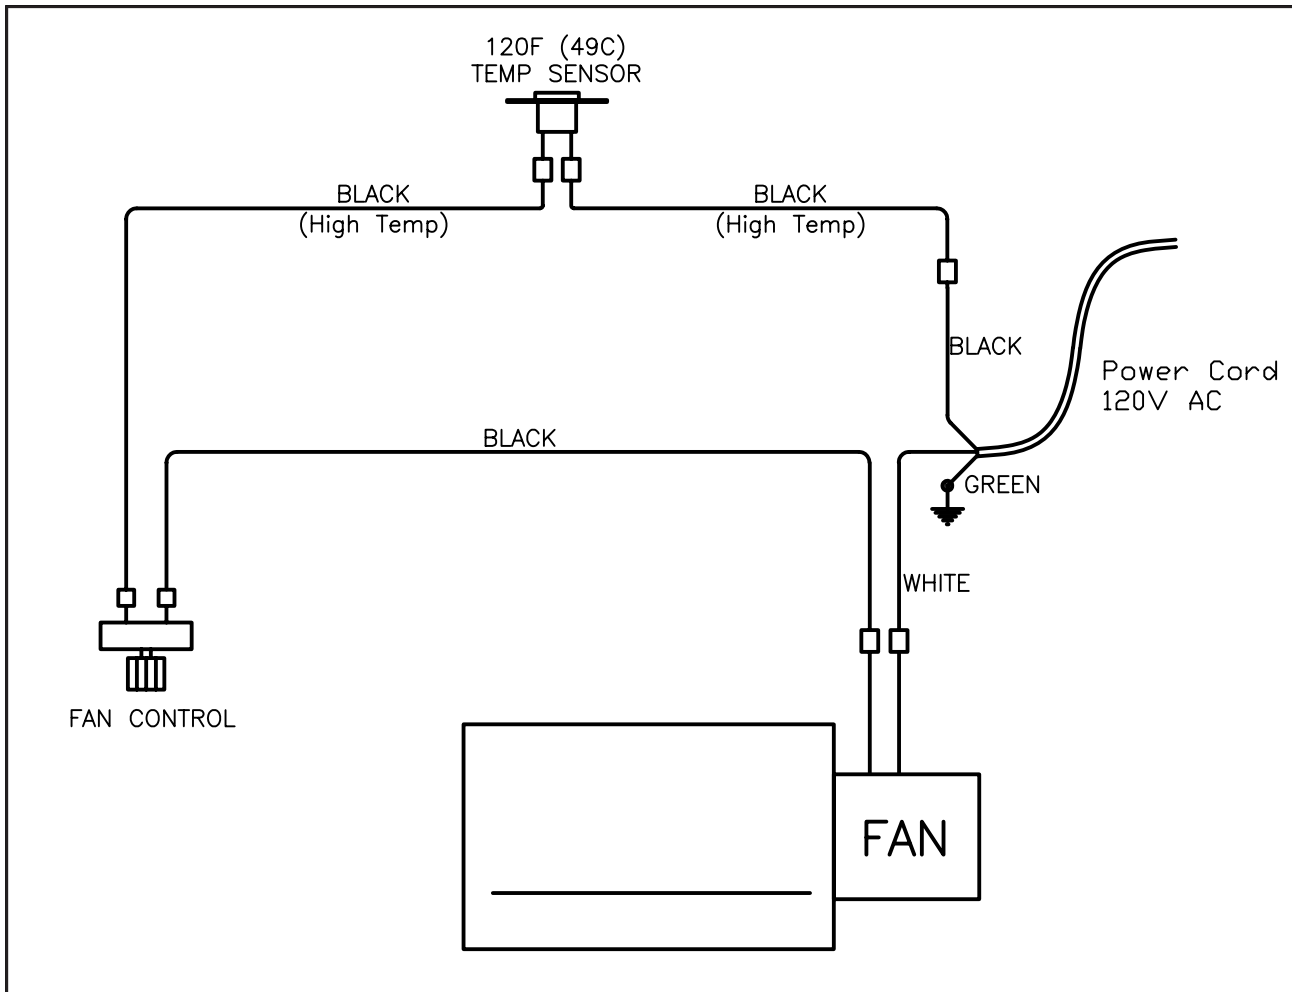 120F (49C)
TEMP SENSOR
BLACK
(High Temp)
BLACK
(High Temp)
BLACK
Power Cord
120V AC
BLACK
GREEN
WHITE
FAN CONTROL
FAN